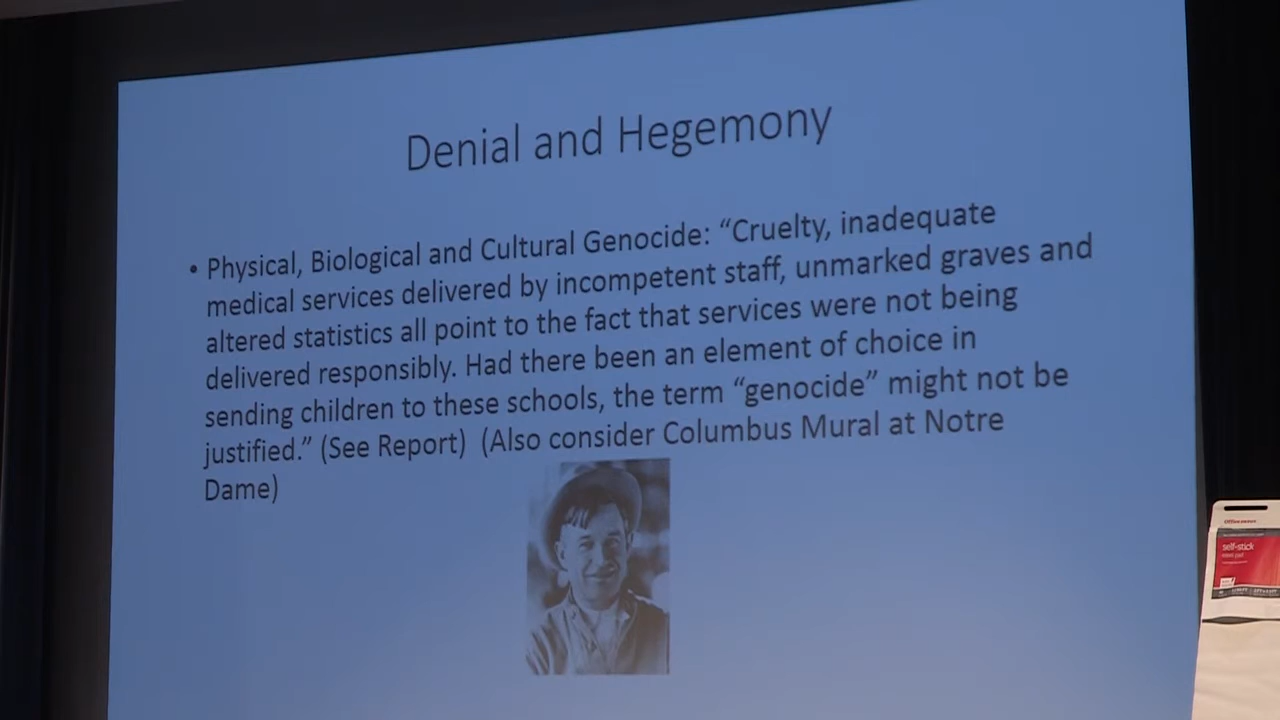 Denial and Hegemony
• Physical, Biological and Cultural Genocide: “Cruelty, inadequate
medical services delivered by incompetent staff, unmarked graves and
altered statistics all point to the fact that services were not being
delivered responsibly. Had there been an element of choice in
sending children to these schools, the term “genocide” might not be
justified.” (See Report) (Also consider Columbus Mural at Notre
Dame)
self-stick